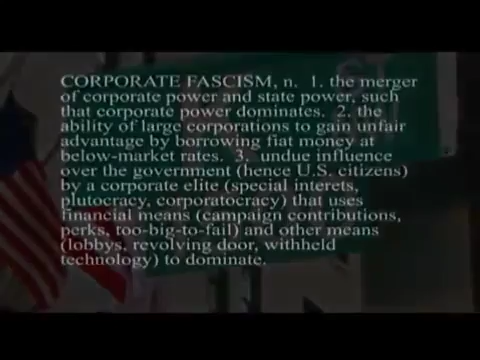 CORPORATE FASCISM, n.  1. the merger
of corporate power and state power, such
that corporate power dominates.  2. the
ability of large corporations to gain unfair
advantage by borrowing fiat money at
below-market rates.  3.  undue influence
over the government (hence U.S. citizens)
by a corporate elite (special interets,
plutocracy, corporatocracy) that uses
financial means (campaign contributions,
perks, too-big-to-fail) and other means
(lobbys, revolving door, withheld
technology) to dominate.